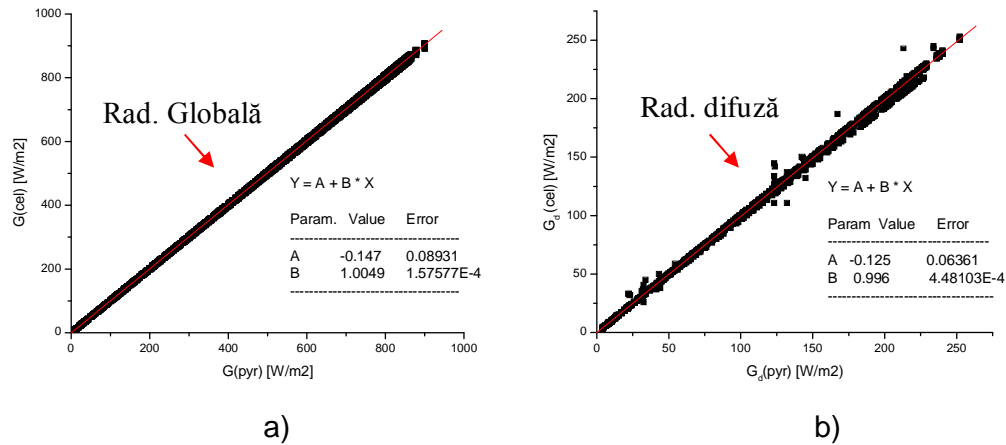 1000
800
600
400
200
0
G(cel) [W/m2]
Rad. Globală
Y = A + B * X
Param. Value Error
------------------------------------------
A -0.147 0.08931
B 1.0049 1.57577E-4
------------------------------------------
0 200 400 600 800 1000
G(pyr) [W/m2]
a)
250
200
150
100
50
0
G_d (cel) [W/m2]
Rad. difuză
Y = A + B * X
Param Value Error
------------------------------------------
A -0.125 0.06361
B 0.996 4.48103E-4
------------------------------------------
0 50 100 150 200 250
G_d(pyr) [W/m2)
b)